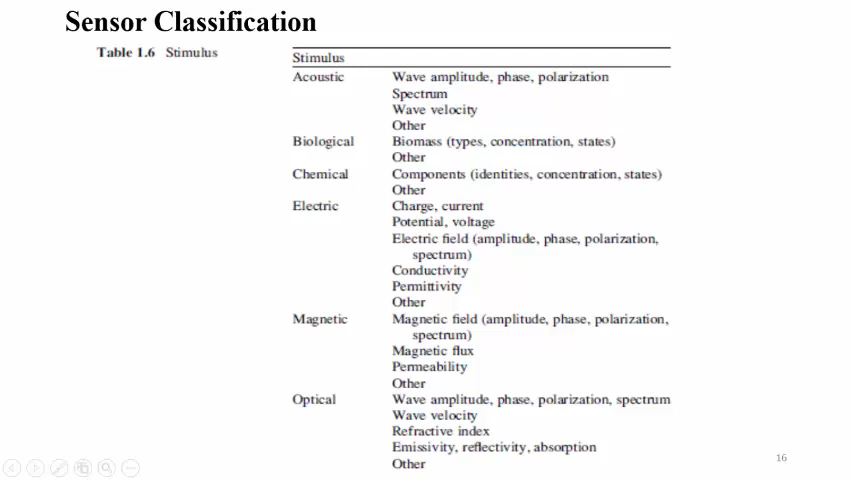 Sensor Classification
Table 1.6 Stimulus
Stimulus
Acoustic Wave amplitude, phase, polarization
Spectrum
Wave velocity
Other
Biological Biomass (types, concentration, states)
Other
Chemical Components (identities, concentration, states)
Other
Electric Charge, current
Potential, voltage
Electric field (amplitude, phase, polarization,
spectrum)
Conductivity
Permittivity
Other
Magnetic Magnetic field (amplitude, phase, polarization,
spectrum)
Magnetic flux
Permeability
Other
Optical Wave amplitude, phase, polarization, spectrum
Wave velocity
Refractive index
Emissivity, reflectivity, absorption
Other
16